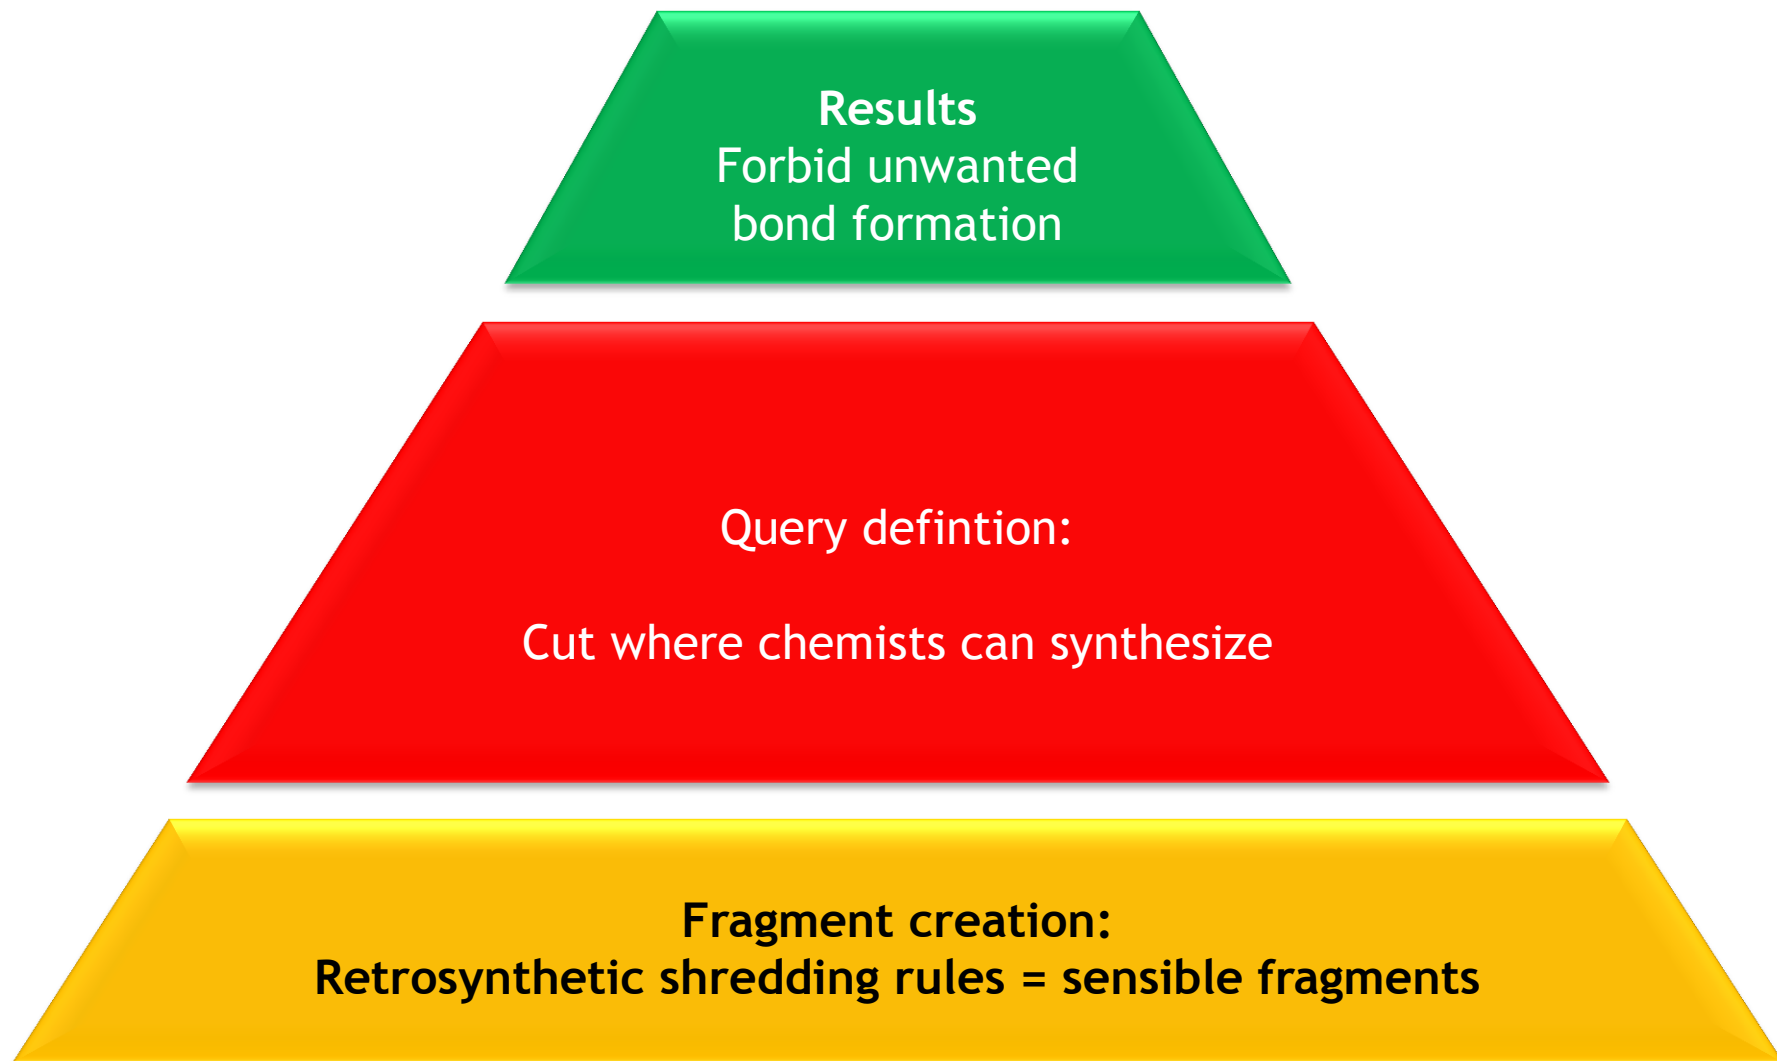 Results
Forbid unwanted
bond formation
Query defintion:
Cut where chemists can synthesize
Fragment creation:
Retrosynthetic shredding rules = sensible fragments